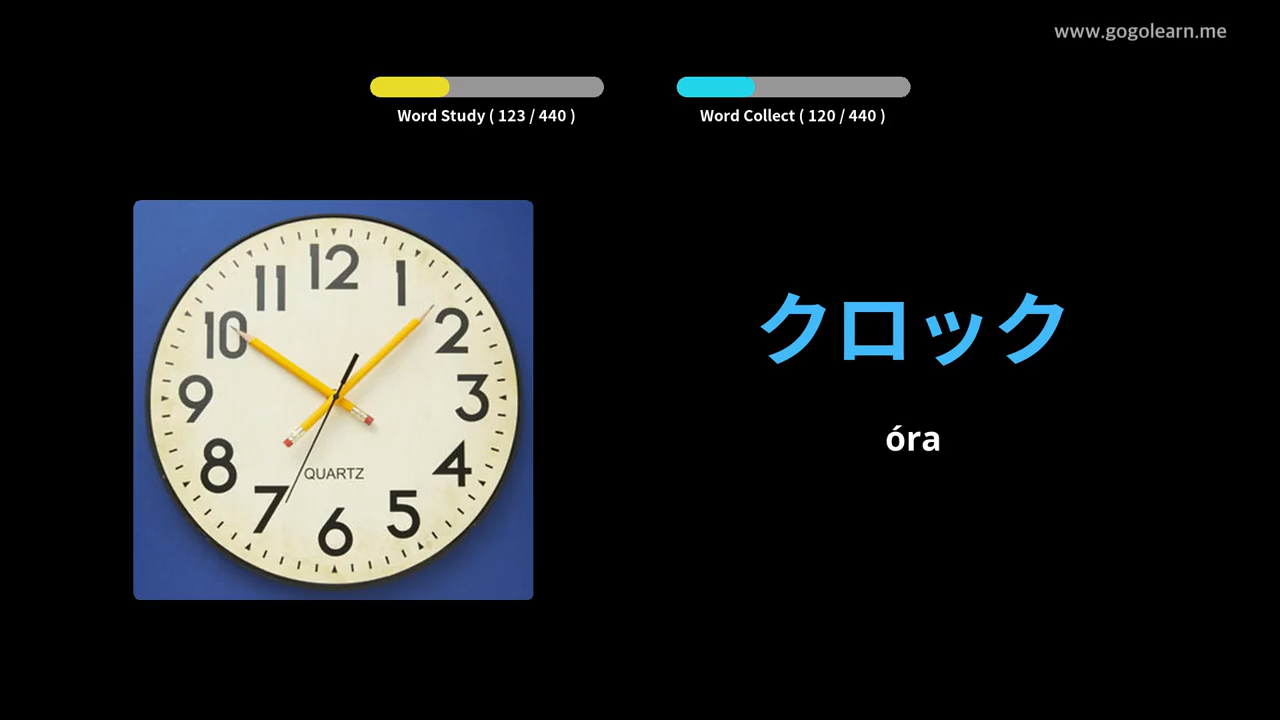 www.gogolearn.me
Word Study ( 123 / 440 )
Word Collect ( 120 / 440 )
12
11
1
10
2
9
3
8
4
7
5
6
QUARTZ
クロック
óra